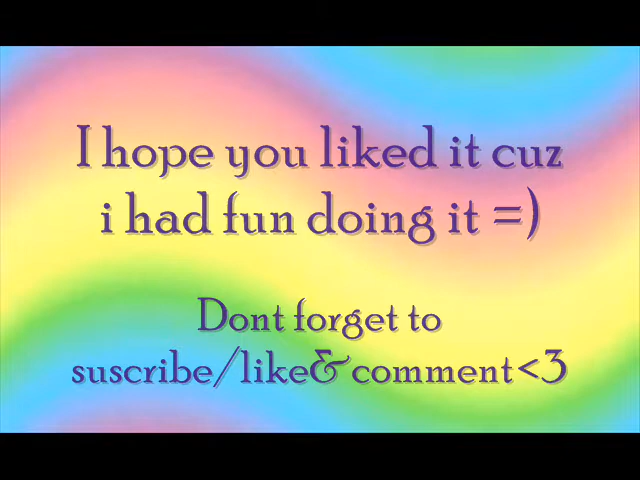 I hope you liked it cuz
i had fun doing it =)
Dont forget to
suscribe/like&comment<3